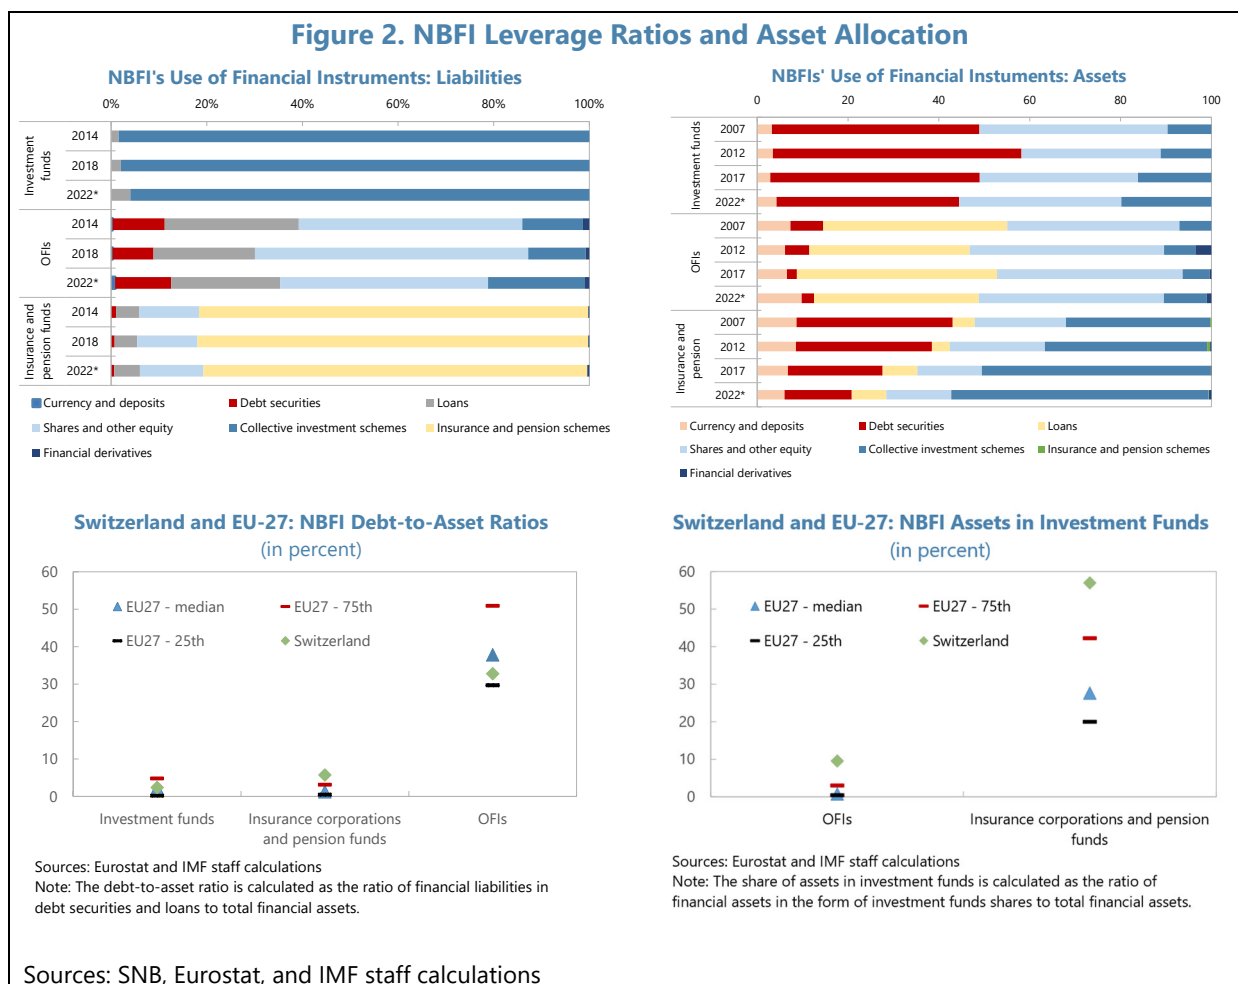 Figure 2. NBFI Leverage Ratios and Asset Allocation
NBFI's Use of Financial Instruments: Liabilities
0% 20% 40% 60% 80% 100%
Investment funds
2014
2018
2022*
OFIs
2014
2018
2022*
Insurance and pension funds
2014
2018
2022*
Currency and deposits Debt securities Loans
Shares and other equity Collective investment schemes Insurance and pension schemes
Financial derivatives
NBFIs' Use of Financial Instuments: Assets
0 20 40 60 80 100
Investment funds
2007
2012
2017
2022*
OFIs
2007
2012
2017
2022*
Insurance and pension
2007
2012
2017
2022*
Currency and deposits Debt securities Loans
Shares and other equity Collective investment schemes Insurance and pension schemes
Financial derivatives
Switzerland and EU-27: NBFI Debt-to-Asset Ratios
(in percent)
60
50
40
30
20
10
0
EU27 - median EU27 - 75th
EU27 - 25th Switzerland
Investment funds Insurance corporations and pension funds OFIs
Sources: Eurostat and IMF staff calculations
Note: The debt-to-asset ratio is calculated as the ratio of financial liabilities in
debt securities and loans to total financial assets.
Switzerland and EU-27: NBFI Assets in Investment Funds
(in percent)
60
50
40
30
20
10
0
EU27 - median EU27 - 75th
EU27 - 25th Switzerland
OFIs Insurance corporations and pension funds
Sources: Eurostat and IMF staff calculations
Note: The share of assets in investment funds is calculated as the ratio of
financial assets in the form of investment funds shares to total financial assets.
Sources: SNB, Eurostat, and IMF staff calculations